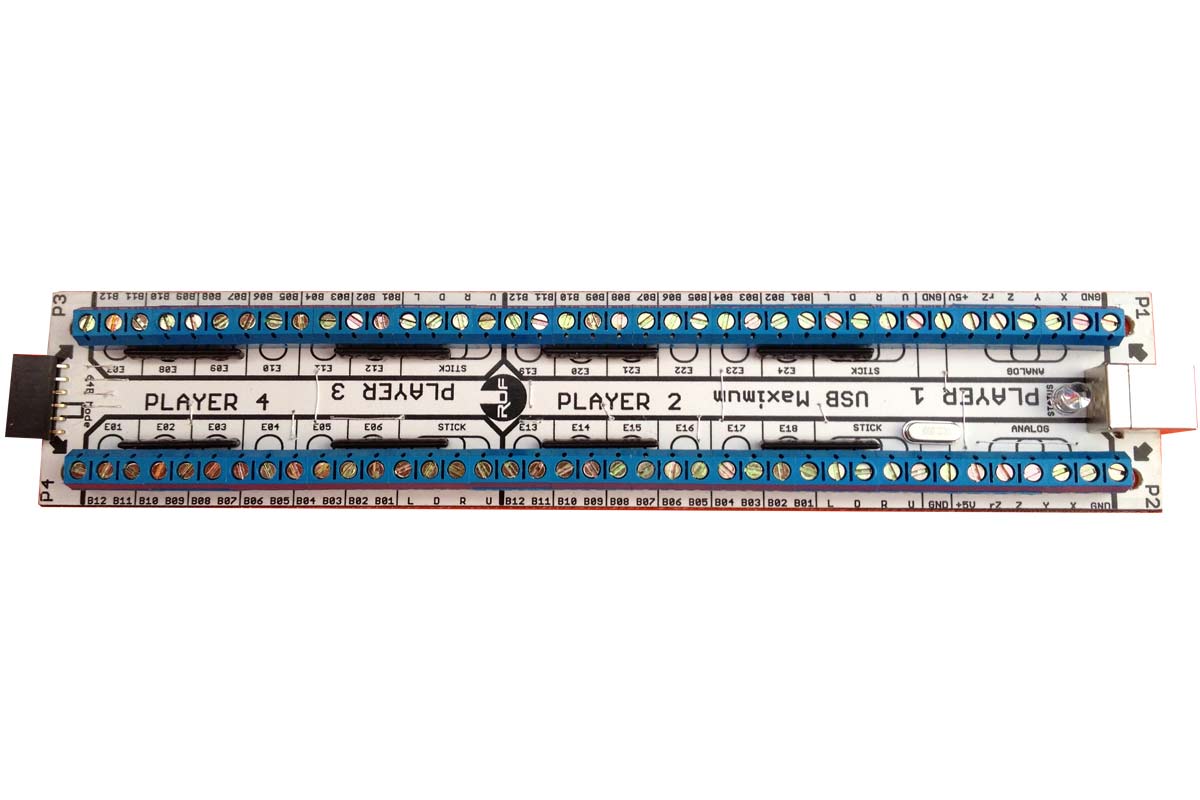 P3
B12 B11 B10 B09 B08 B07 B06 B05 B04 B03 B02 B01 L D R U B12 B11 B10 B09 B08 B07 B06 B05 B04 B03 B02 B01 L D R U GND +5V rZ Z Y X GND
P1
E07 E08 E09 E10 E11 E12 STICK E19 E20 E21 E22 E23 E24 STICK ANALOG
Mode
PLAYER 4
PLAYER 3
RDF
PLAYER 2
USB Maximum
PLAYER 1
STATUS
E01 E02 E03 E04 E05 E06 STICK E13 E14 E15 E16 E17 E18 STICK ANALOG
P4
B12 B11 B10 B09 B08 B07 B06 B05 B04 B03 B02 B01 L D R U B12 B11 B10 B09 B08 B07 B06 B05 B04 B03 B02 B01 L D R U GND +5V rZ Z Y X GND
P2